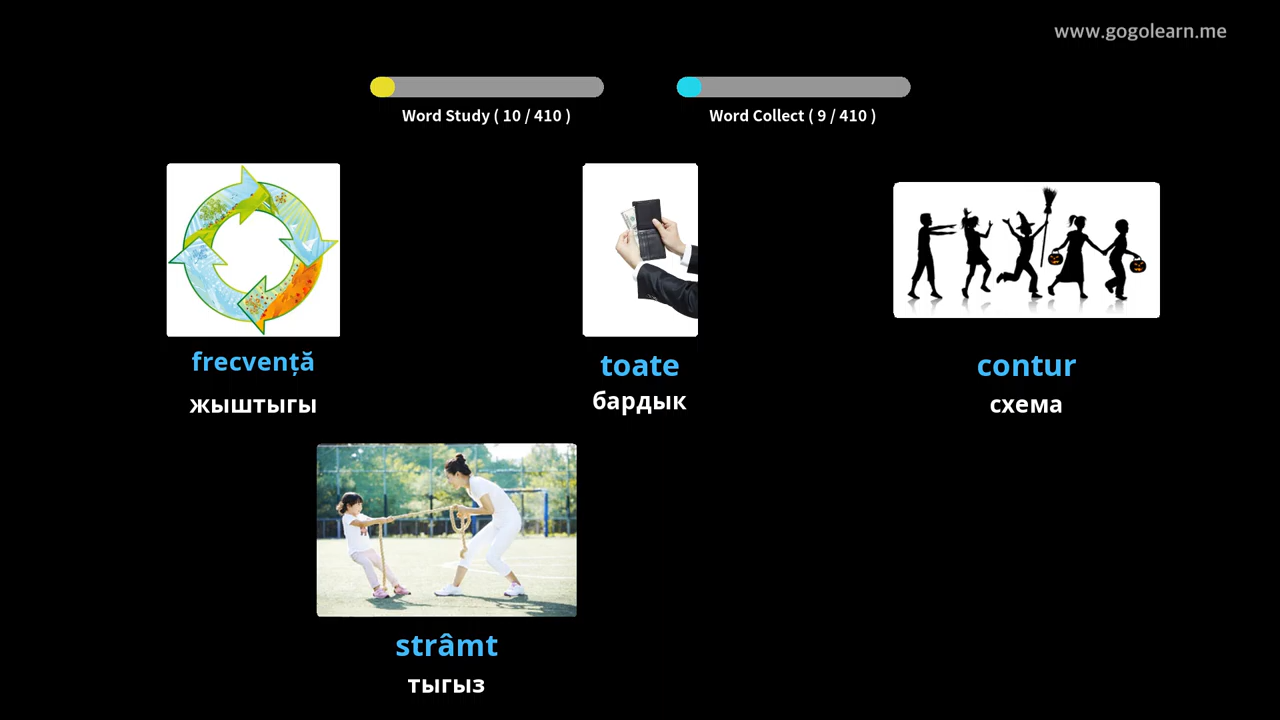 www.gogolearn.me
Word Study ( 10 / 410 )
Word Collect ( 9 / 410 )
frecvență
жыштыгы
toate
бардык
contur
схема
strâmt
тыгыз